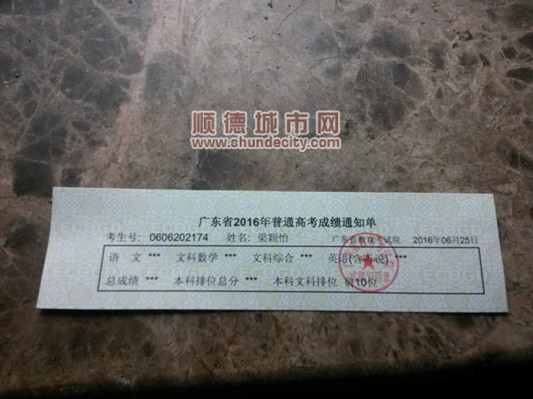 顺德城市网
www.shundecity.com
广东省2016年普通高考成绩通知单
考生号: 0606202174 姓名: 梁颖怡 广东省教育考试院 2016年06月25日
语 文 *** 文科数学 *** 文科综合 *** 英语(含听说) ***
总成绩 *** 本科排位总分 *** 本科文科排位 前10位